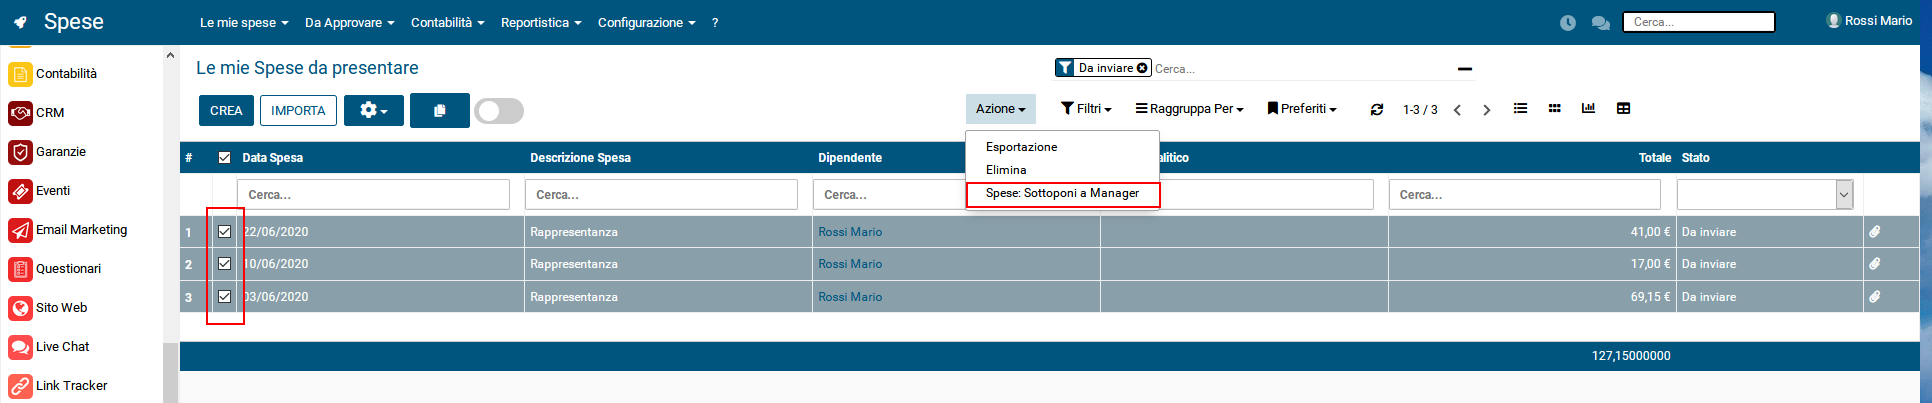 Spese
Le mie spese Da Approvare Contabilità Reportistica Configurazione ?
Cerca...
Rossi Mario
Contabilità
CRM
Garanzie
Eventi
Email Marketing
Questionari
Sito Web
Live Chat
Link Tracker
Le mie Spese da presentare
Da inviare Cerca...
CREA IMPORTA
Azione Filtri Raggruppa Per Preferiti 1-3 / 3
Esportazione
Elimina
Spese: Sottoponi a Manager
# Data Spesa Descrizione Spesa Dipendente alitico Totale Stato
Cerca... Cerca... Cerca... Cerca...
1 22/06/2020 Rappresentanza Rossi Mario 41,00 € Da inviare
2 10/06/2020 Rappresentanza Rossi Mario 17,00 € Da inviare
3 03/06/2020 Rappresentanza Rossi Mario 69,15 € Da inviare
127,15000000